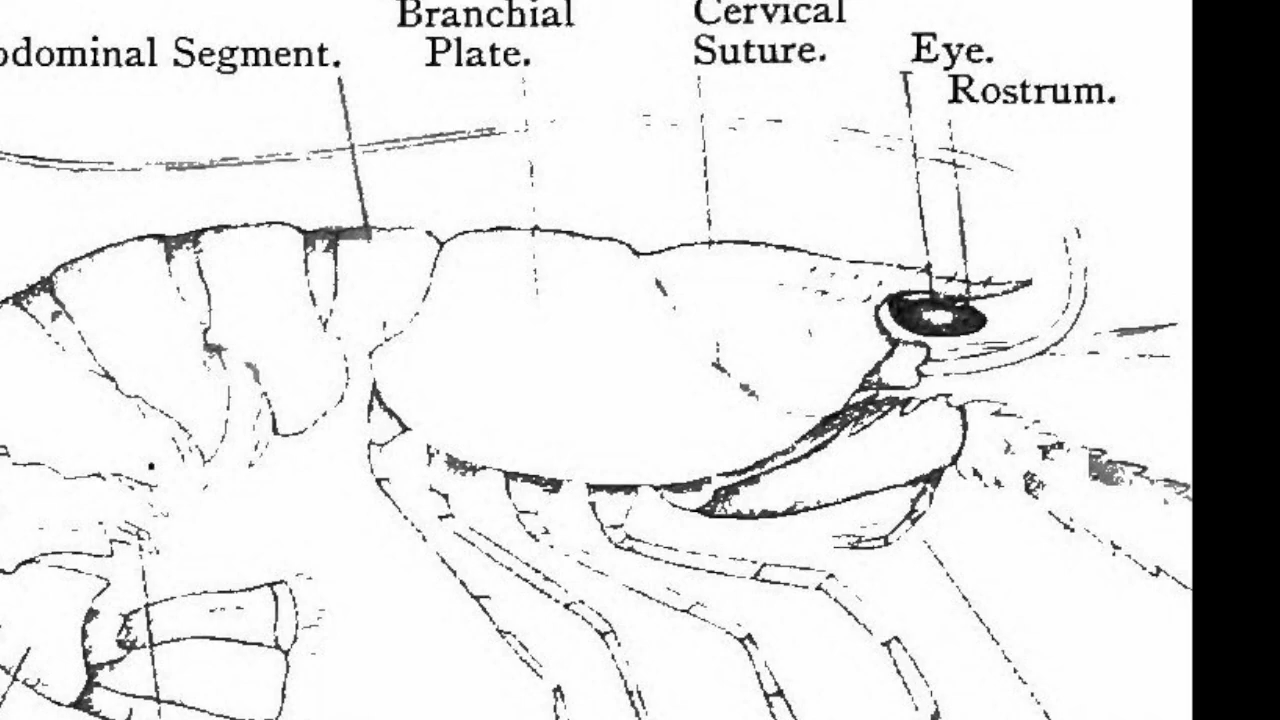 Branchial
Plate.
Cervical
Suture.
odominal Segment.
Eye.
Rostrum.